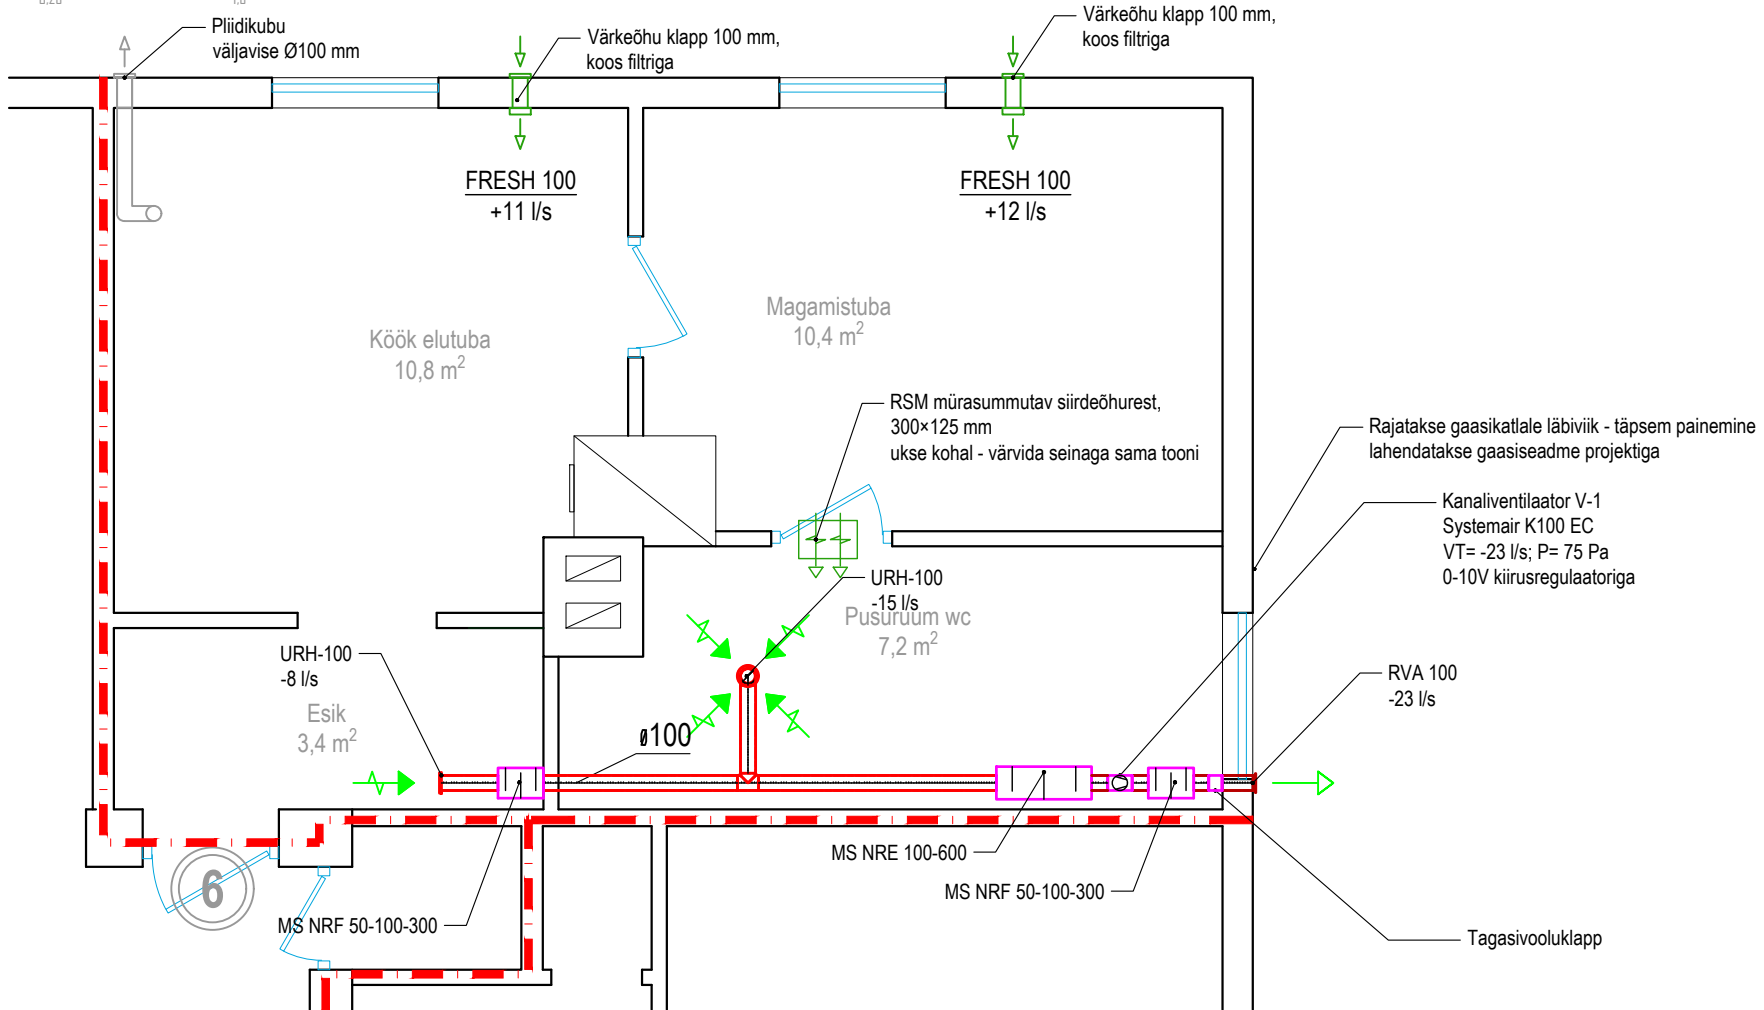 Pliidikubu
väljavise Ø100 mm
Värkeõhu klapp 100 mm,
koos filtriga
Värkeõhu klapp 100 mm,
koos filtriga
FRESH 100
+11 l/s
FRESH 100
+12 l/s
Köök elutuba
10,8 m²
Magamistuba
10,4 m²
RSM mürasummutav siirdeõhurest,
300×125 mm
ukse kohal - värvida seinaga sama tooni
Rajatakse gaasikatlale läbiviik - täpsem painemine
lahendatakse gaasiseadme projektiga
Kanaliventilaator V-1
Systemair K100 EC
VT= -23 l/s; P= 75 Pa
0-10V kiirusregulaatoriga
URH-100
-15 l/s
Pusuruum wc
7,2 m²
URH-100
-8 l/s
Esik
3,4 m²
ø100
RVA 100
-23 l/s
MS NRE 100-600
MS NRF 50-100-300
6
MS NRF 50-100-300
Tagasivooluklapp